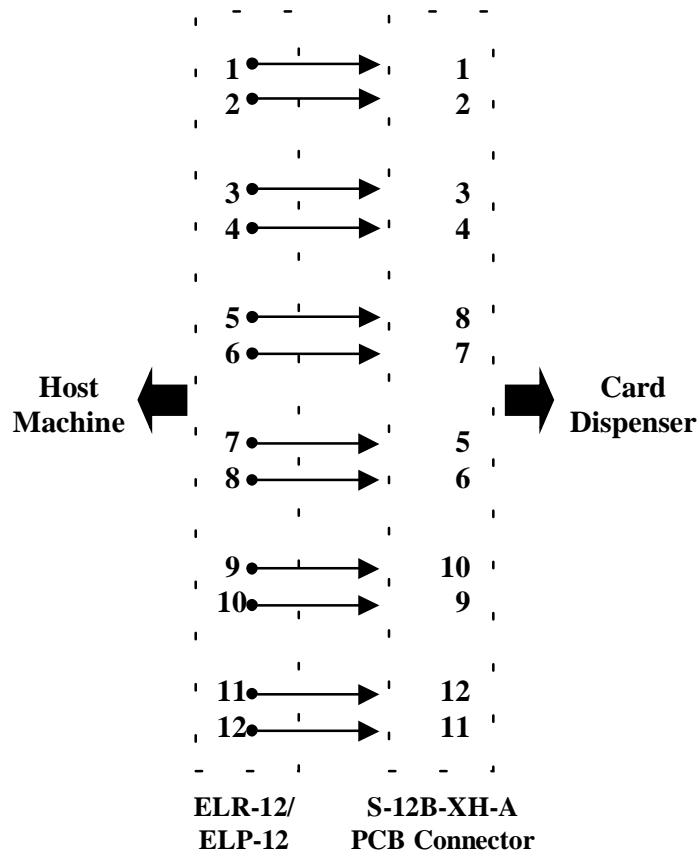 1 1
2 2
3 3
4 4
5 8
6 7
Host Machine
Card Dispenser
7 5
8 6
9 10
10 9
11 12
12 11
ELR-12/
ELP-12
S-12B-XH-A
PCB Connector